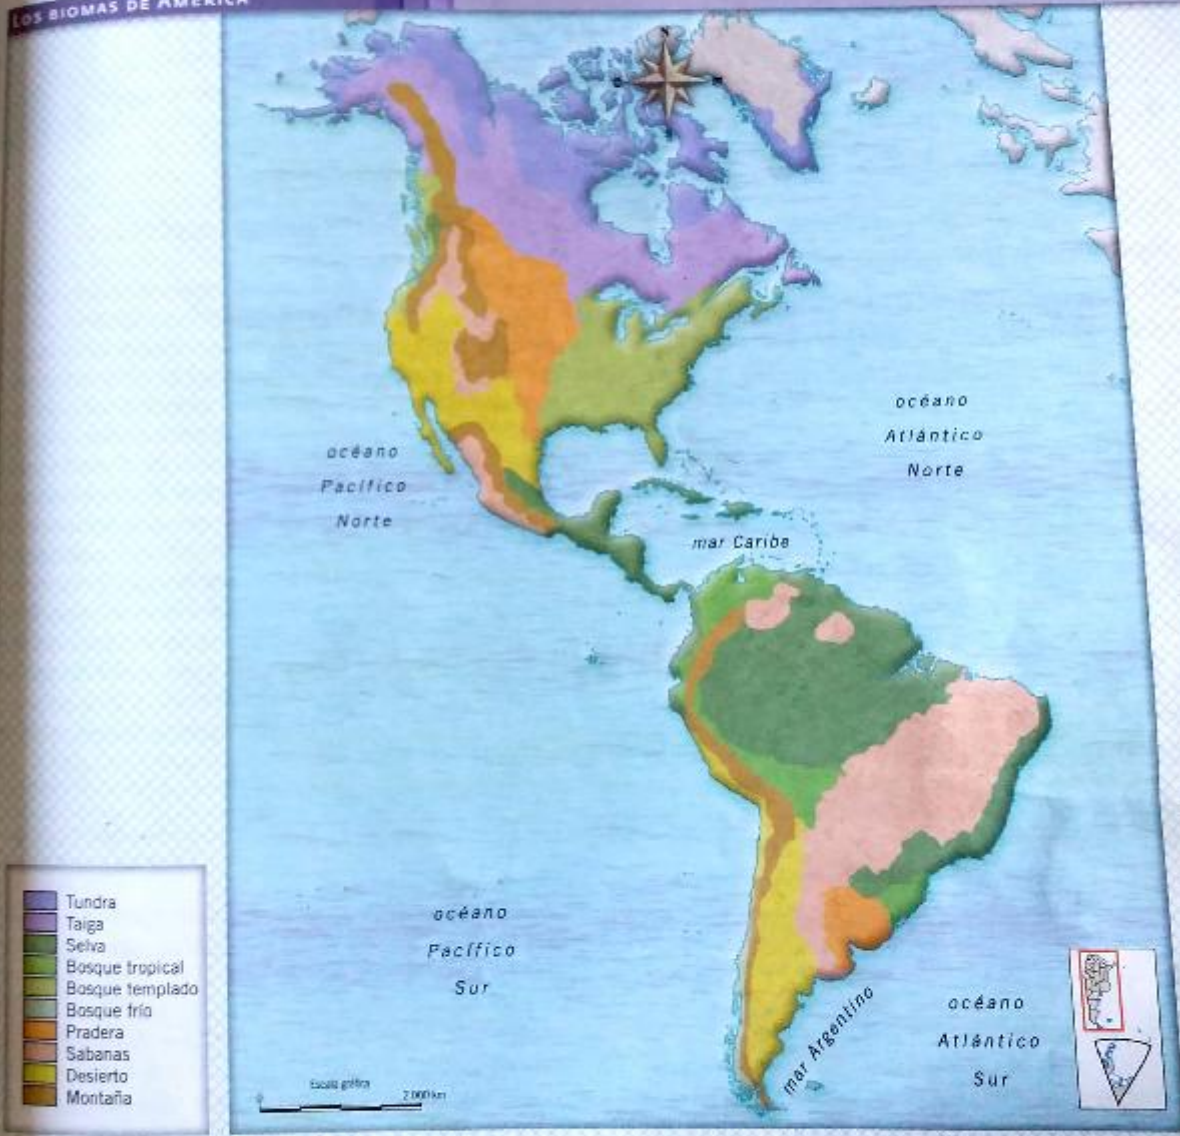 LOS BIOMAS DE AMÉRICA
océano
Atlántico
Norte
océano
Pacífico
Norte
mar Caribe
océano
Pacífico
Sur
mar Argentino
océano
Atlántico
Sur
Tundra
Taiga
Selva
Bosque tropical
Bosque templado
Bosque frío
Pradera
Sabanas
Desierto
Montaña
Escala gráfica
0 2.000 km